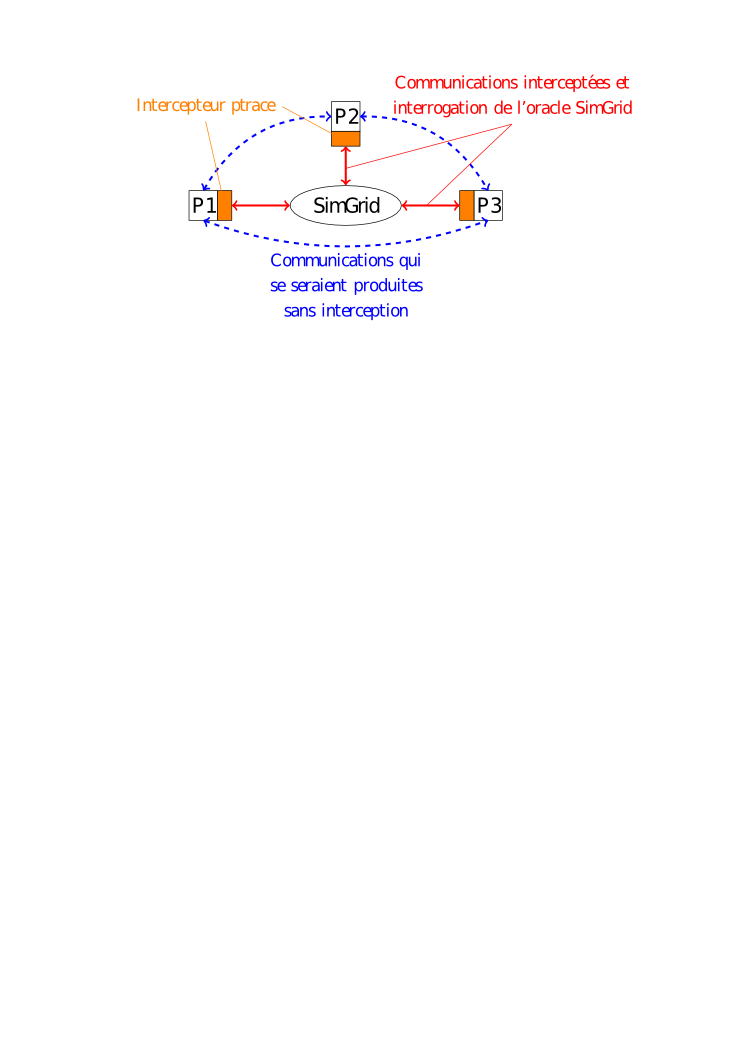 Communications interceptées et
interrogation de l'oracle SimGrid
Intercepteur ptrace
P2
P1
SimGrid
P3
Communications qui
se seraient produites
sans interception